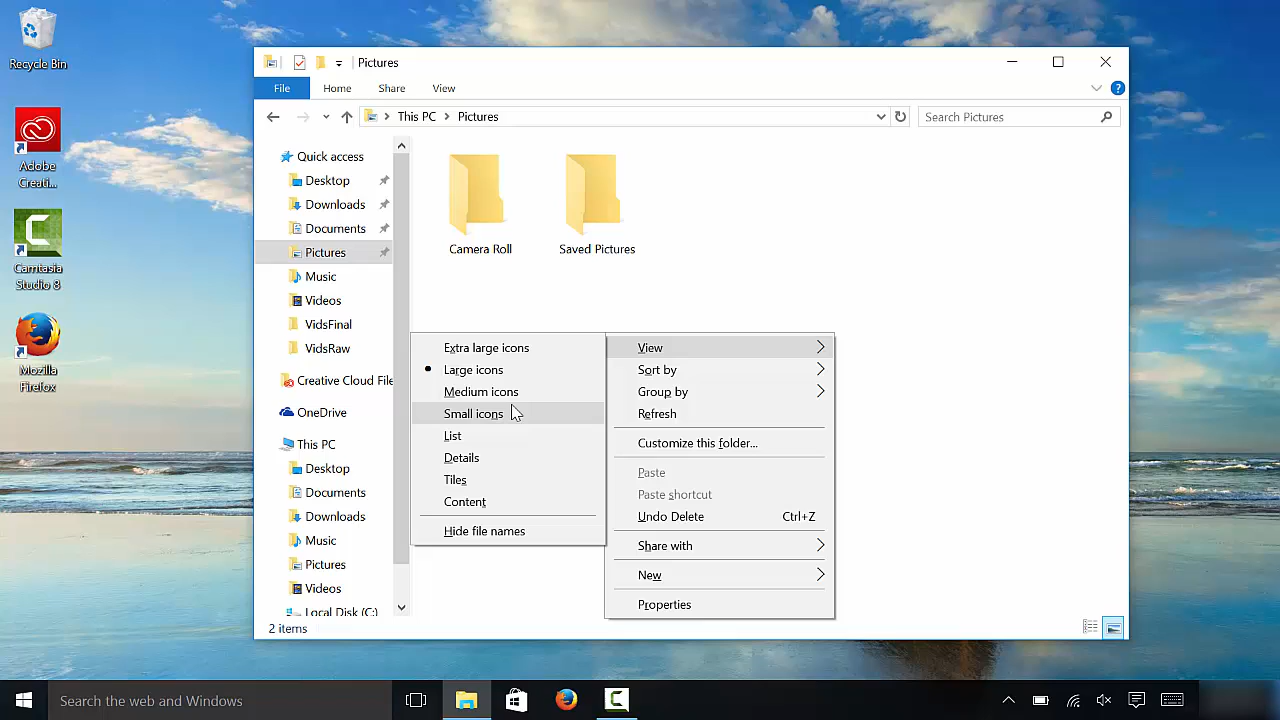 Recycle Bin
Adobe
Creati...
Camtasia
Studio 8
Mozilla
Firefox
Pictures
File
Home
Share
View
This PC
Pictures
Search Pictures
Quick access
Desktop
Downloads
Documents
Pictures
Music
Videos
VidsFinal
VidsRaw
Creative Cloud File
OneDrive
This PC
Desktop
Documents
Downloads
Music
Pictures
Videos
Local Disk (C:)
Camera Roll
Saved Pictures
Extra large icons
Large icons
Medium icons
Small icons
List
Details
Tiles
Content
Hide file names
View
Sort by
Group by
Refresh
Customize this folder...
Paste
Paste shortcut
Undo Delete Ctrl+Z
Share with
New
Properties
2 items
Search the web and Windows